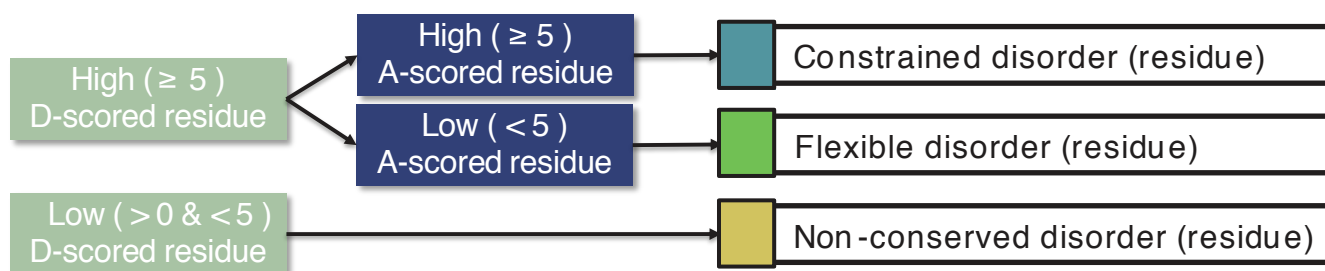 High ( ≥ 5 )
D-scored residue
High ( ≥ 5 )
A-scored residue
Constrained disorder (residue)
Low ( < 5 )
A-scored residue
Flexible disorder (residue)
Low ( > 0 & < 5 )
D-scored residue
Non-conserved disorder (residue)